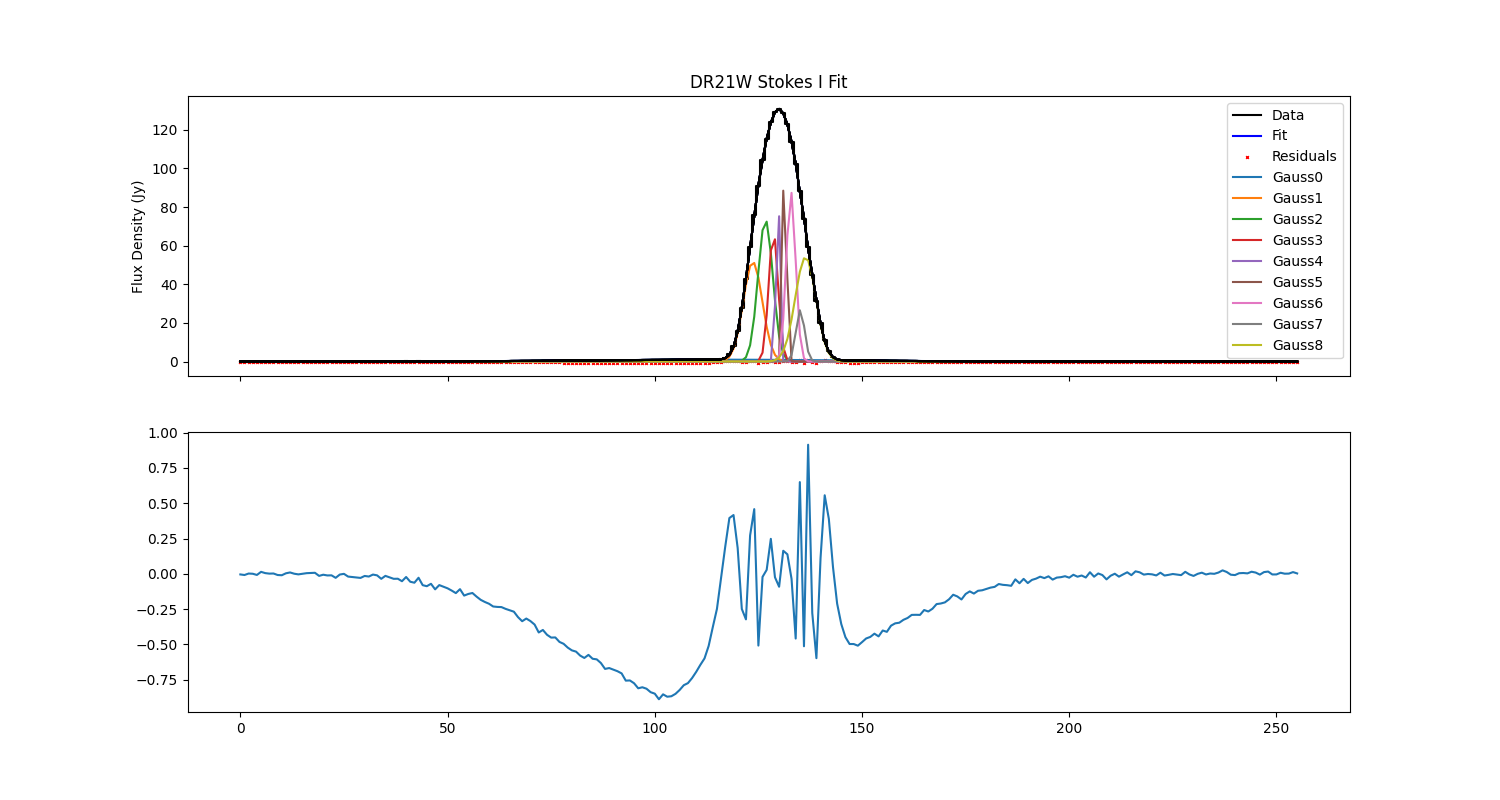 DR21W Stokes I Fit
Flux Density (Jy)
120
100
80
60
40
20
0
Data
Fit
Residuals
Gauss0
Gauss1
Gauss2
Gauss3
Gauss4
Gauss5
Gauss6
Gauss7
Gauss8
1.00
0.75
0.50
0.25
0.00
−0.25
−0.50
−0.75
0 50 100 150 200 250